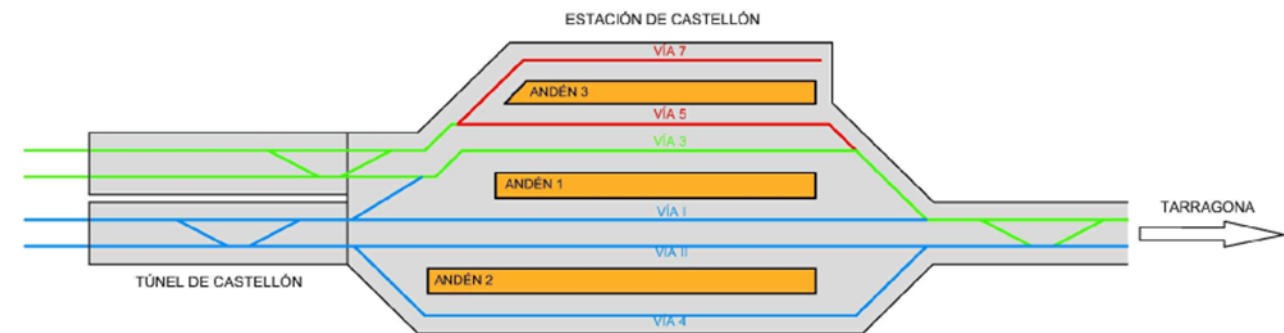 ESTACIÓN DE CASTELLÓN
VÍA 7
ANDÉN 3
VÍA 5
VÍA 3
ANDÉN 1
VÍA I
TARRAGONA
VÍA II
TÚNEL DE CASTELLÓN
ANDÉN 2
VÍA 4